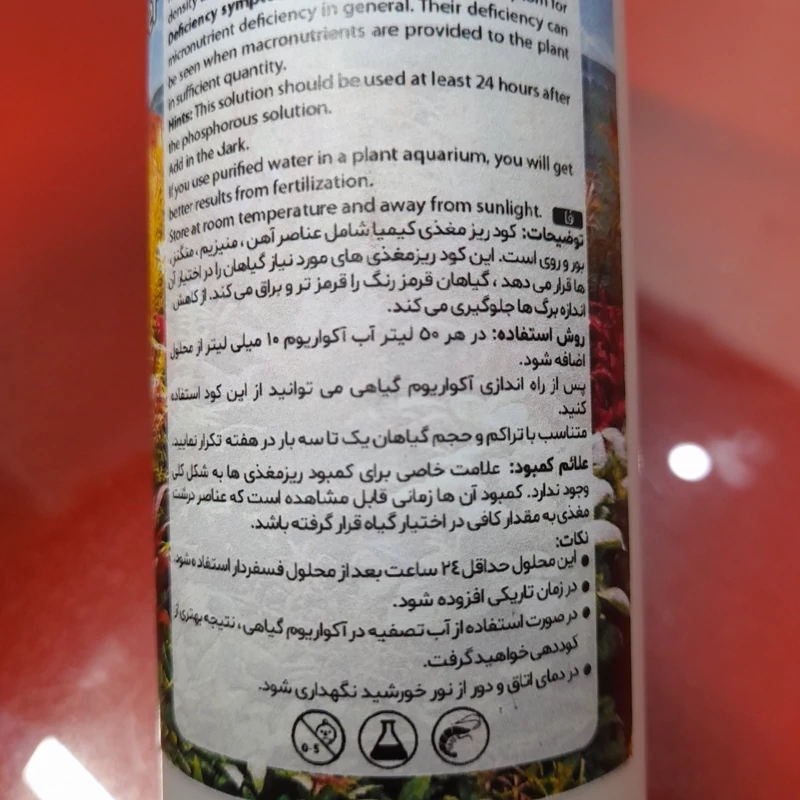 density
Deficiency
micronutrient deficiency in general. Their deficiency can
be seen when macronutrients are provided to the plant
in sufficient quantity.
Hints: This solution should be used at least 24 hours after
the phosphorous solution.
Add in the dark.
If you use purified water in a plant aquarium, you will get
better results from fertilization.
Store at room temperature and away from sunlight.
فا
توضیحات: کود ریز مغذی کیمیا شامل عناصر آهن، منیزیم، منگنز،
بور و روی است. این کود ریزمغذی های مورد نیاز گیاهان را در اختیار آن
ها قرار می دهد، گیاهان قرمز رنگ را قرمز تر و براق می کند. از کاهش
اندازه برگ ها جلوگیری می کند.
روش استفاده: در هر ۵۰ لیتر آب آکواریوم ۱۰ میلی لیتر از محلول
اضافه شود.
پس از راه اندازی آکواریوم گیاهی می توانید از این کود استفاده
کنید.
متناسب با تراکم و حجم گیاهان یک تا سه بار در هفته تکرار نمایید.
علائم کمبود: علامت خاصی برای کمبود ریزمغذی ها به شکل کلی
وجود ندارد. کمبود آن ها زمانی قابل مشاهده است که عناصر درشت
مغذی به مقدار کافی در اختیار گیاه قرار گرفته باشد.
نکات:
• این محلول حداقل ٢٤ ساعت بعد از محلول فسفردار استفاده شود.
• در زمان تاریکی افزوده شود.
• در صورت استفاده از آب تصفیه در آکواریوم گیاهی، نتیجه بهتری از
کوددهی خواهید گرفت.
• در دمای اتاق و دور از نور خورشید نگهداری شود.
0-5